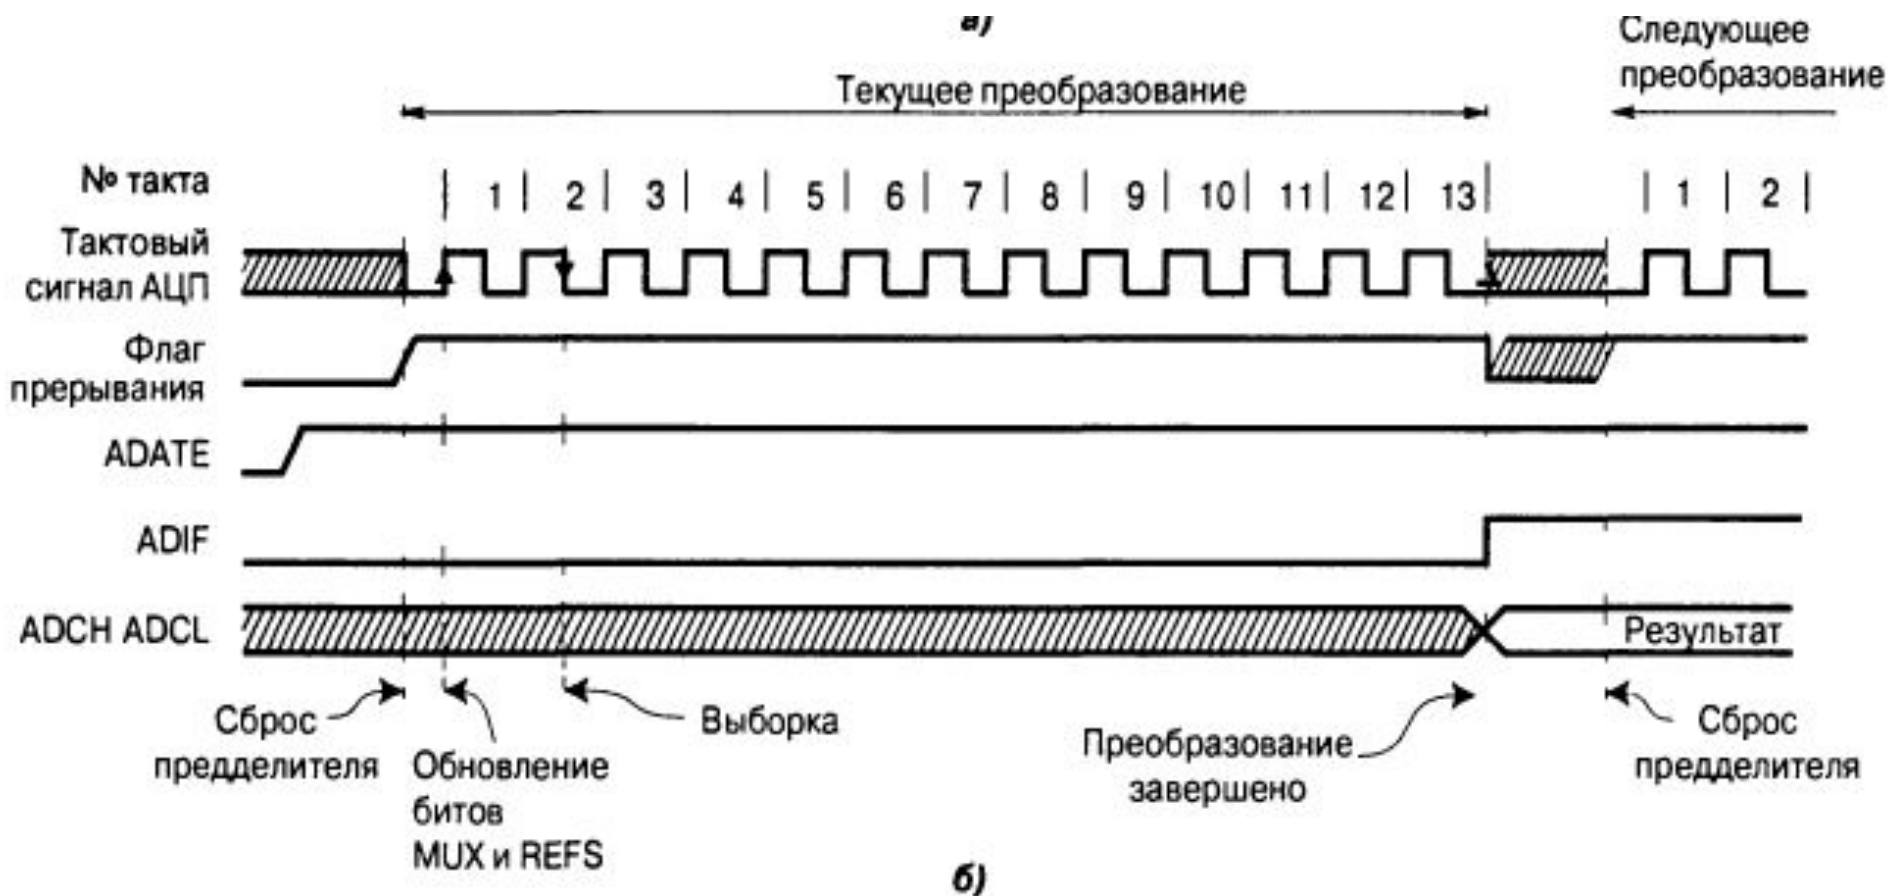 а)
Следующее
преобразование
Текущее преобразование
№ такта
1 2 3 4 5 6 7 8 9 10 11 12 13 1 2
Тактовый
сигнал АЦП
Флаг
прерывания
ADATE
ADIF
ADCH ADCL
Результат
Сброс
предделителя
Обновление
битов
MUX и REFS
Выборка
Преобразование
завершено
Сброс
предделителя
б)